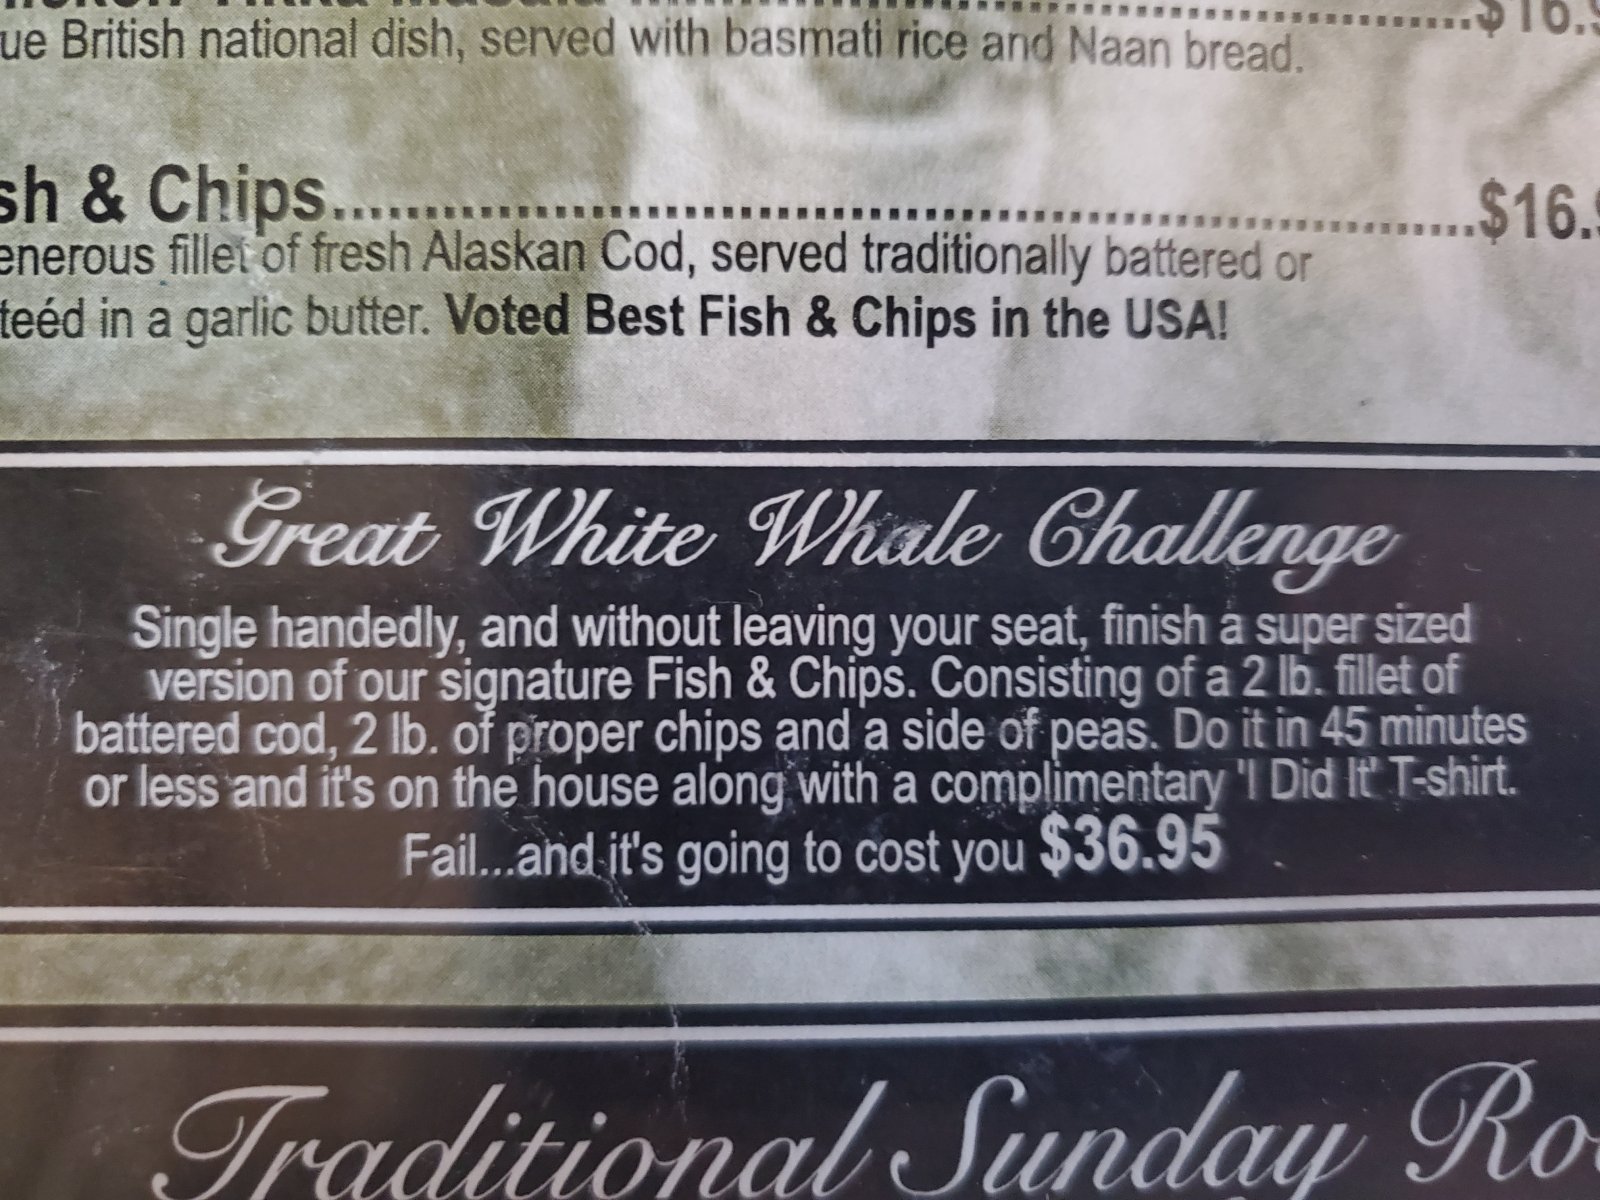 ue British national dish, served with basmati rice and Naan bread.
sh & Chips........................................................................$16.9
enerous fillet of fresh Alaskan Cod, served traditionally battered or
teéd in a garlic butter. Voted Best Fish & Chips in the USA!
Great White Whale Challenge
Single handedly, and without leaving your seat, finish a super sized
version of our signature Fish & Chips. Consisting of a 2 lb. fillet of
battered cod, 2 lb. of proper chips and a side of peas. Do it in 45 minutes
or less and it's on the house along with a complimentary 'I Did It' T-shirt.
Fail...and it's going to cost you $36.95
Traditional Sunday Ro